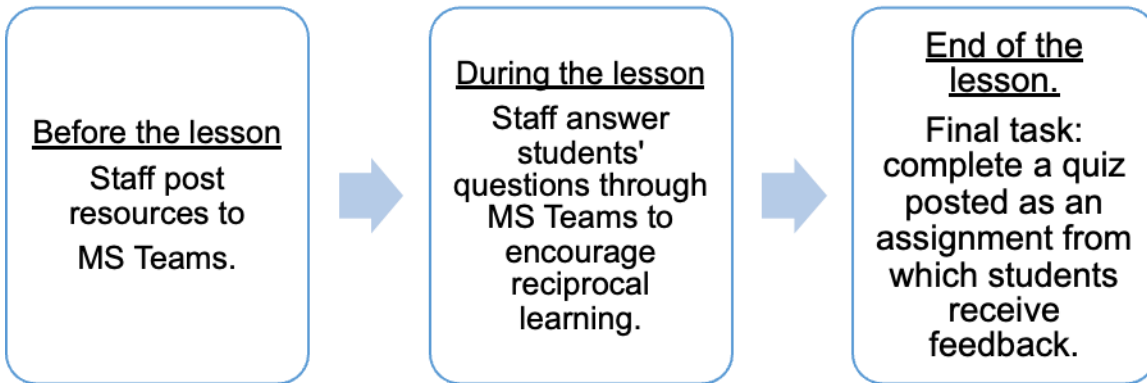 Before the lesson
Staff post
resources to
MS Teams.
During the lesson
Staff answer
students'
questions through
MS Teams to
encourage
reciprocal
learning.
End of the
lesson.
Final task:
complete a quiz
posted as an
assignment from
which students
receive
feedback.